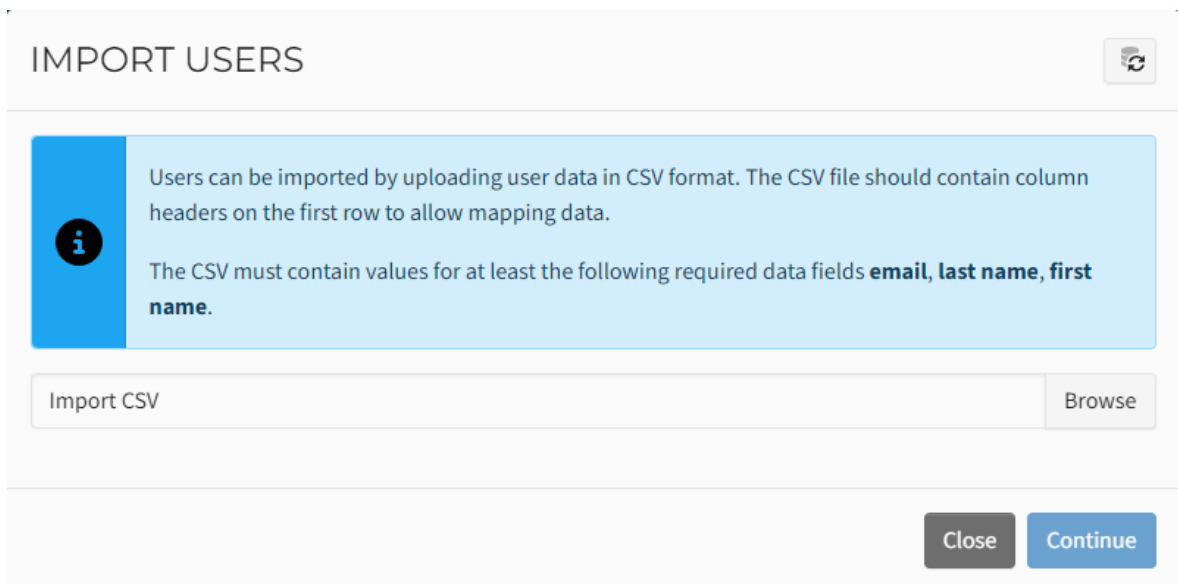 IMPORT USERS
Users can be imported by uploading user data in CSV format. The CSV file should contain column
headers on the first row to allow mapping data.
The CSV must contain values for at least the following required data fields email, last name, first
name.
Import CSV
Browse
Close
Continue